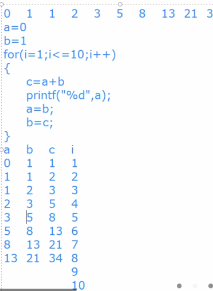 0 1 1 2 3 5 8 13 21 3
a=0
b=1
for(i=1;i<=10;i++)
{
c=a+b
printf("%d",a);
a=b;
b=c;
}
a b c i
0 1 1 1
1 1 2 2
1 2 3 3
2 3 5 4
3 5 8 5
5 8 13 6
8 13 21 7
13 21 34 8
9
10